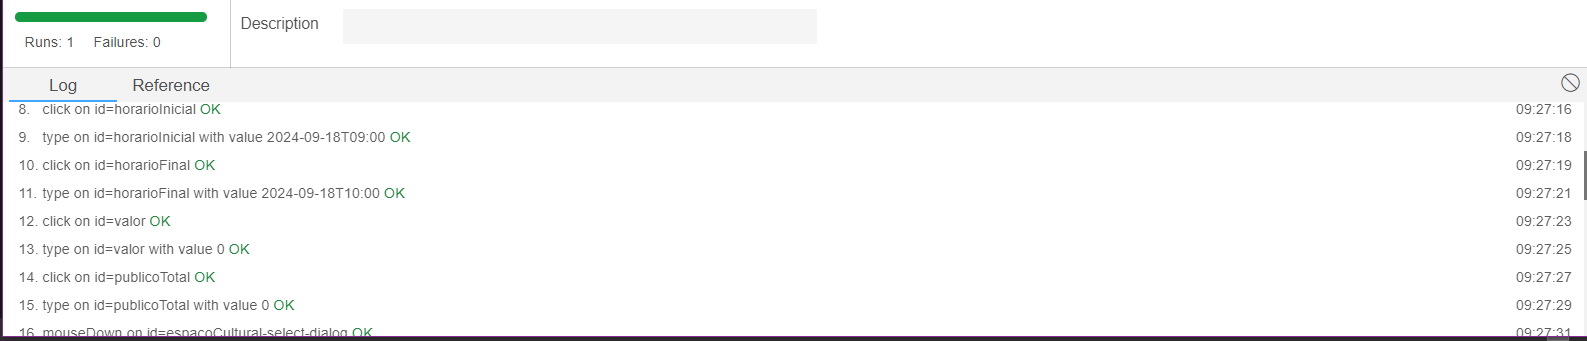 Runs: 1 Failures: 0
Description
Log Reference
8. click on id=horarioInicial OK 09:27:16
9. type on id=horarioInicial with value 2024-09-18T09:00 OK 09:27:18
10. click on id=horarioFinal OK 09:27:19
11. type on id=horarioFinal with value 2024-09-18T10:00 OK 09:27:21
12. click on id=valor OK 09:27:23
13. type on id=valor with value 0 OK 09:27:25
14. click on id=publicoTotal OK 09:27:27
15. type on id=publicoTotal with value 0 OK 09:27:29
16. mouseDown on id=espacoCultural-select-dialog OK 09:27:31